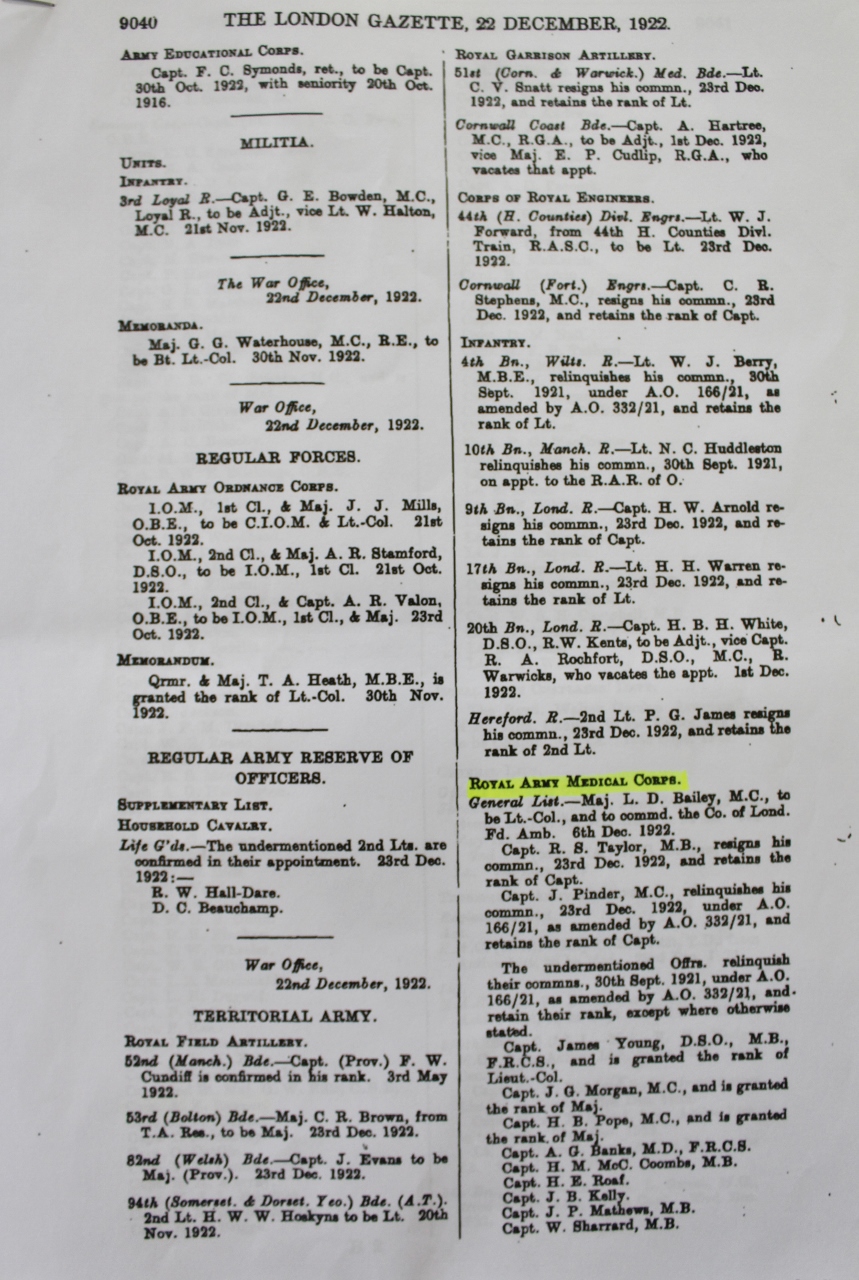 9040 THE LONDON GAZETTE, 22 DECEMBER, 1922.
ARMY EDUCATIONAL CORPS.
Capt. F. C. Symonds, ret., to be Capt.
30th Oct. 1922, with seniority 20th Oct.
1916.
MILITIA.
UNITS.
INFANTRY.
3rd Loyal R.—Capt. G. E. Bowden, M.C.,
Loyal R., to be Adjt., vice Lt. W. Halton,
M.C. 21st Nov. 1922.
The War Office,
22nd December, 1922.
MEMORANDA.
Maj. G. G. Waterhouse, M.C., R.E., to
be Bt. Lt.-Col. 30th Nov. 1922.
War Office,
22nd December, 1922.
REGULAR FORCES.
ROYAL ARMY ORDNANCE CORPS.
I.O.M., 1st Cl., & Maj. J. J. Mills,
O.B.E., to be C.I.O.M. & Lt.-Col. 21st
Oct. 1922.
I.O.M., 2nd Cl., & Maj. A. R. Stamford,
D.S.O., to be I.O.M., 1st Cl. 21st Oct.
1922.
I.O.M., 2nd Cl., & Capt. A. R. Valon,
O.B.E., to be I.O.M., 1st Cl., & Maj. 23rd
Oct. 1922.
MEMORANDUM.
Qrmr. & Maj. T. A. Heath, M.B.E., is
granted the rank of Lt.-Col. 30th Nov.
1922.
REGULAR ARMY RESERVE OF
OFFICERS.
SUPPLEMENTARY LIST.
HOUSEHOLD CAVALRY.
Life G'ds.—The undermentioned 2nd Lts. are
confirmed in their appointment. 23rd Dec.
1922:—
R. W. Hall-Dare.
D. C. Beauchamp.
War Office,
22nd December, 1922.
TERRITORIAL ARMY.
ROYAL FIELD ARTILLERY.
52nd (Manch.) Bde.—Capt. (Prov.) F. W.
Cundiff is confirmed in his rank. 3rd May
1922.
53rd (Bolton) Bde.—Maj. C. R. Brown, from
T.A. Res., to be Maj. 23rd Dec. 1922.
82nd (Welsh) Bde.—Capt. J. Evans to be
Maj. (Prov.). 23rd Dec. 1922.
94th (Somerset. & Dorset. Yeo.) Bde. (A.T.).
2nd Lt. H. W. W. Hoskyns to be Lt. 20th
Nov. 1922.
ROYAL GARRISON ARTILLERY.
51st (Corn. & Warwick.) Med. Bde.—Lt.
C. V. Snatt resigns his commn., 23rd Dec.
1922, and retains the rank of Lt.
Cornwall Coast Bde.—Capt. A. Hartree,
M.C., R.G.A., to be Adjt., 1st Dec. 1922,
vice Maj. E. P. Cudlip, R.G.A., who
vacates that appt.
CORPS OF ROYAL ENGINEERS.
44th (H. Counties) Divl. Engrs.—Lt. W. J.
Forward, from 44th H. Counties Divl.
Train, R.A.S.C., to be Lt. 23rd Dec.
1922.
Cornwall (Fort.) Engrs.—Capt. C. R.
Stephens, M.C., resigns his commn., 23rd
Dec. 1922, and retains the rank of Capt.
INFANTRY.
4th Bn., Wilts. R.—Lt. W. J. Berry,
M.B.E., relinquishes his commn., 30th
Sept. 1921, under A.O. 166/21, as
amended by A.O. 332/21, and retains the
rank of Lt.
10th Bn., Manch. R.—Lt. N. C. Huddleston
relinquishes his commn., 30th Sept. 1921,
on appt. to the R.A.R. of O.
9th Bn., Lond. R.—Capt. H. W. Arnold re-
signs his commn., 23rd Dec. 1922, and re-
tains the rank of Capt.
17th Bn., Lond. R.—Lt. H. H. Warren re-
signs his commn., 23rd Dec. 1922, and re-
tains the rank of Lt.
20th Bn., Lond. R.—Capt. H. B. H. White,
D.S.O., R.W. Kents, to be Adjt., vice Capt.
R. A. Rochfort, D.S.O., M.C., R.
Warwicks, who vacates the appt. 1st Dec.
1922.
Hereford. R.—2nd Lt. P. G. James resigns
his commn., 23rd Dec. 1922, and retains the
rank of 2nd Lt.
ROYAL ARMY MEDICAL CORPS.
General List.—Maj. L. D. Bailey, M.C., to
be Lt.-Col., and to commd. the Co. of Lond.
Fd. Amb. 6th Dec. 1922.
Capt. R. S. Taylor, M.B., resigns his
commn., 23rd Dec. 1922, and retains the
rank of Capt.
Capt. J. Pinder, M.C., relinquishes his
commn., 23rd Dec. 1922, under A.O.
166/21, as amended by A.O. 332/21, and
retains the rank of Capt.
The undermentioned Offrs. relinquish
their commns., 30th Sept. 1921, under A.O.
166/21, as amended by A.O. 332/21, and
retain their rank, except where otherwise
stated.
Capt. James Young, D.S.O., M.B.,
F.R.C.S., and is granted the rank of
Lieut.-Col.
Capt. J. G. Morgan, M.C., and is granted
the rank of Maj.
Capt. H. B. Pope, M.C., and is granted
the rank of Maj.
Capt. A. G. Banks, M.D., F.R.C.S.
Capt. H. M. McC. Coombs, M.B.
Capt. H. E. Roaf.
Capt. J. B. Kelly.
Capt. J. P. Mathews, M.B.
Capt. W. Sharrard, M.B.